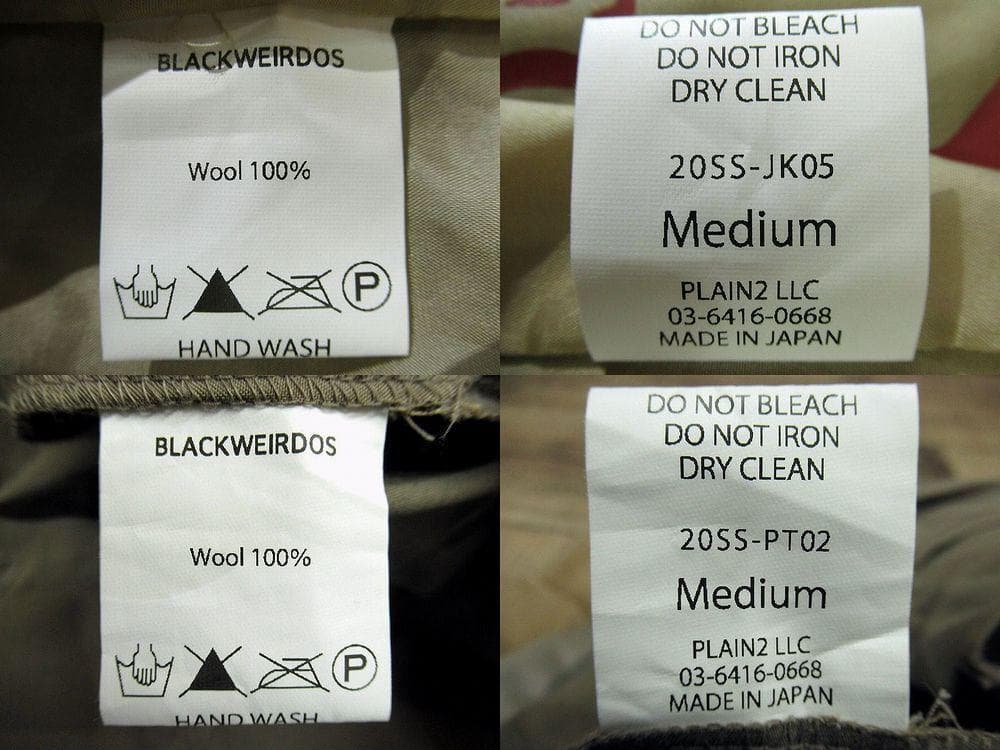 BLACKWEIRDOS
Wool 100%
P
HAND WASH
DO NOT BLEACH
DO NOT IRON
DRY CLEAN
20SS-JK05
Medium
PLAIN2 LLC
03-6416-0668
MADE IN JAPAN
BLACKWEIRDOS
Wool 100%
P
HAND WASH
DO NOT BLEACH
DO NOT IRON
DRY CLEAN
20SS-PT02
Medium
PLAIN2 LLC
03-6416-0668
MADE IN JAPAN